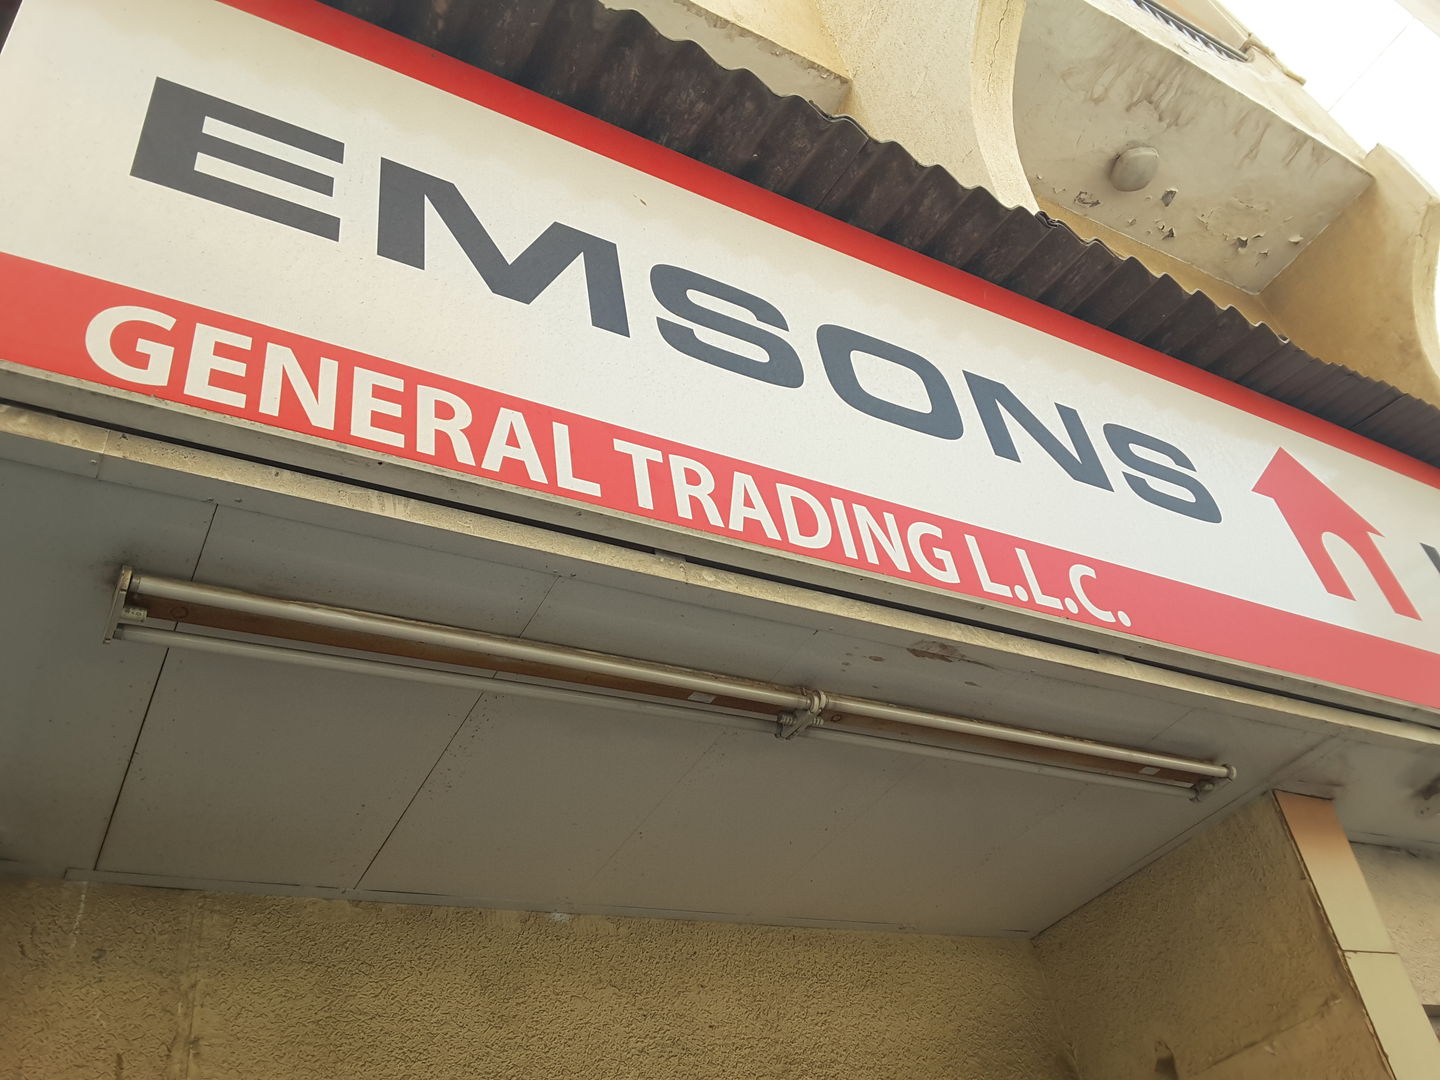 EMSONS
GENERAL TRADING L.L.C.